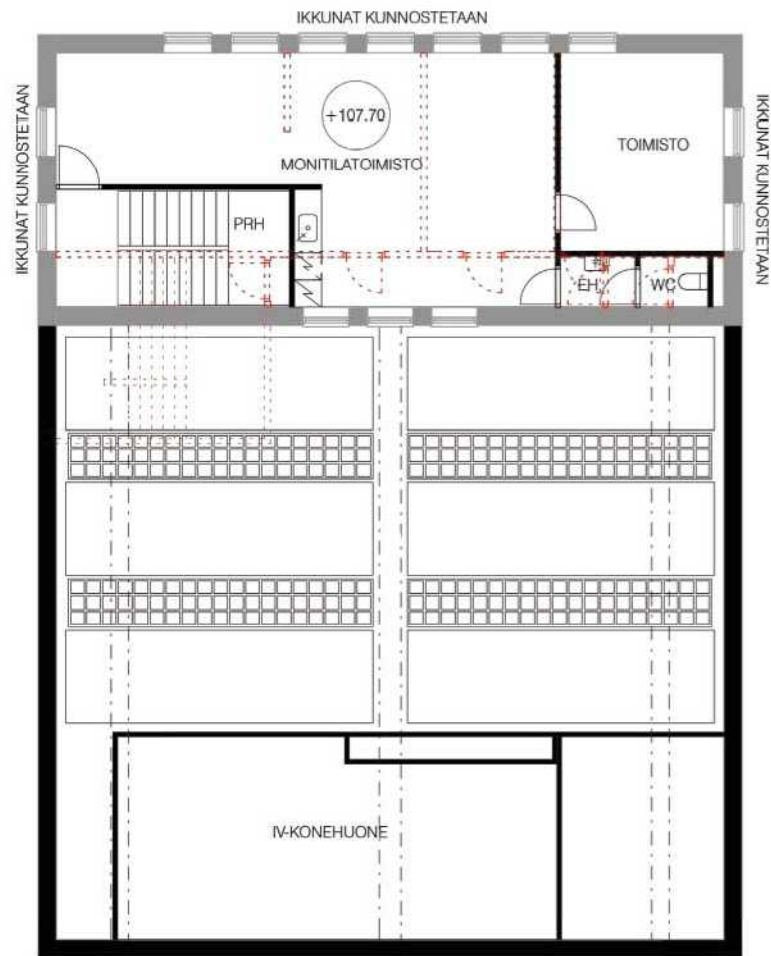 IKKUNAT KUNNOSTETAAN
IKKUNAT KUNNOSTETAAN
IKKUNAT KUNNOSTETAAN
+107.70
MONITILATOIMISTO
TOIMISTO
PRH
EH
WC
IV-KONEHUONE